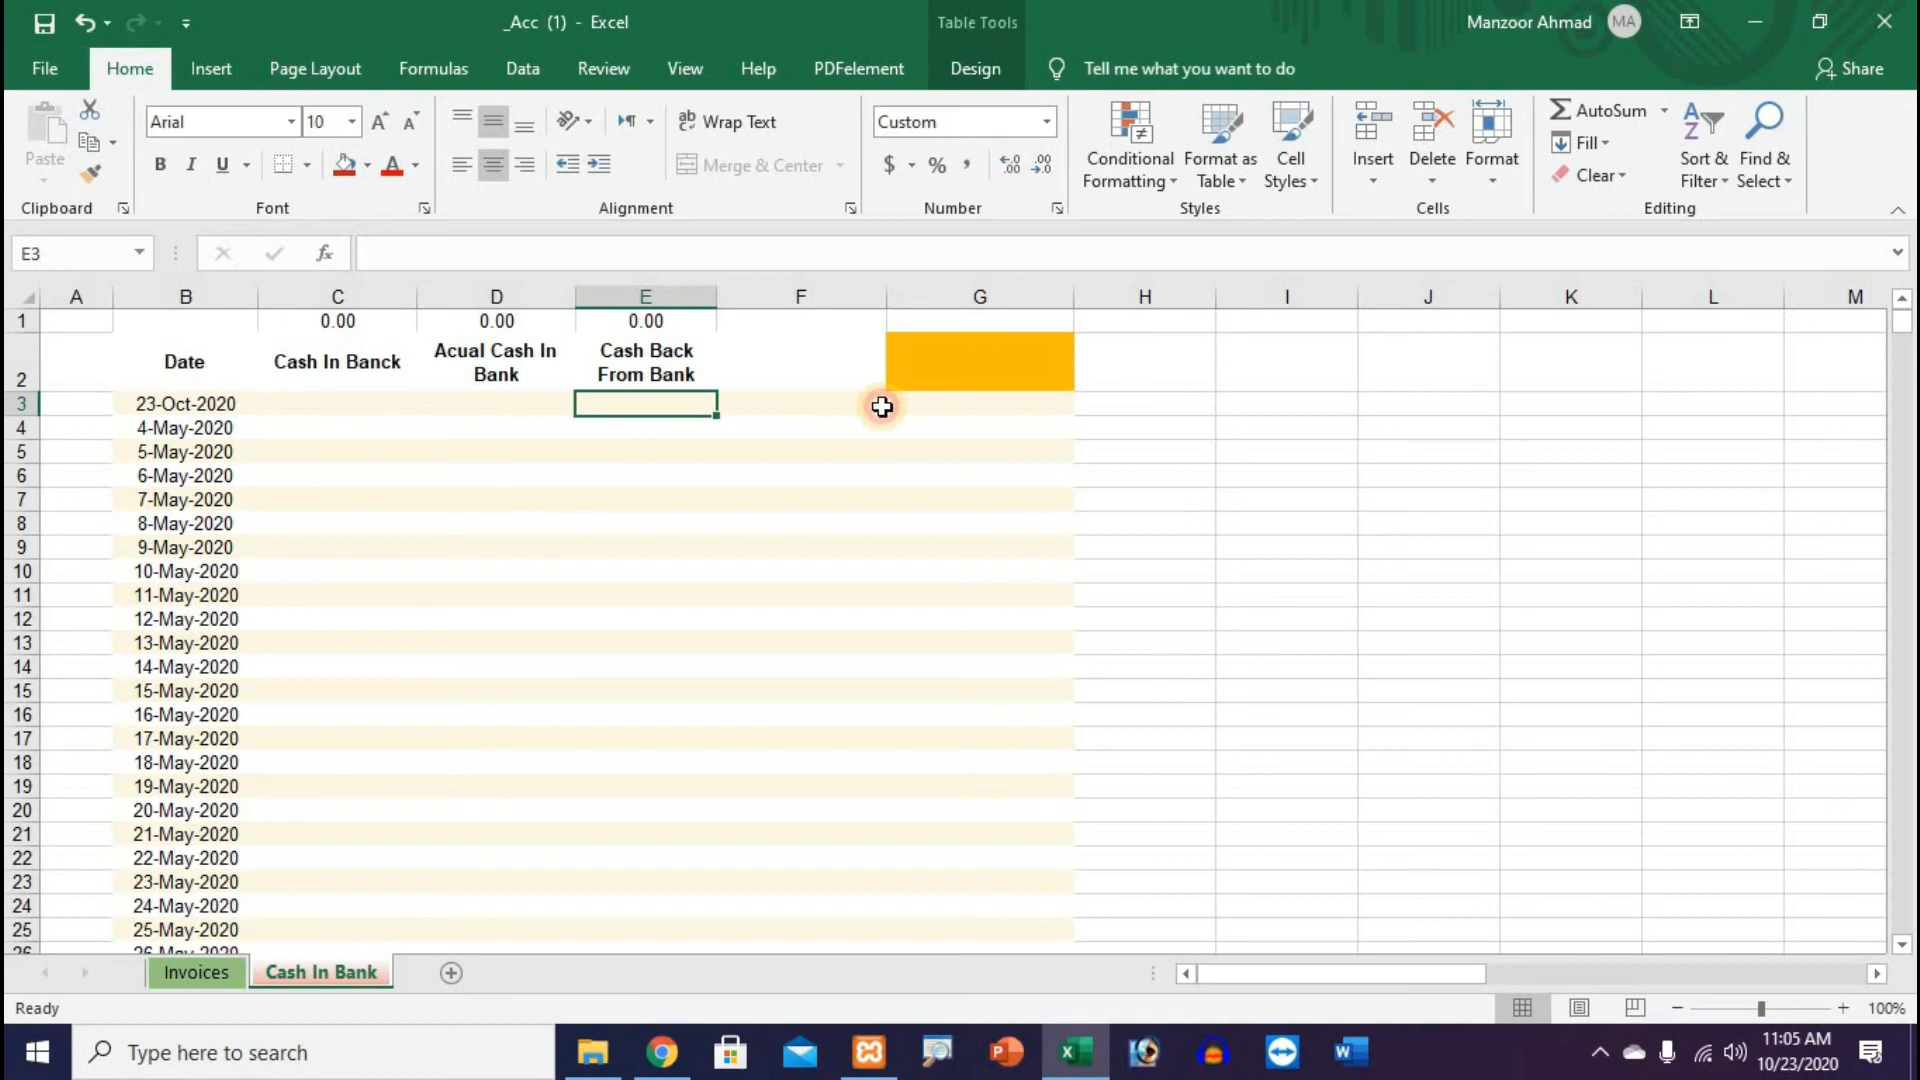 _Acc (1) - Excel
Table Tools
Manzoor Ahmad
MA
File
Home
Insert
Page Layout
Formulas
Data
Review
View
Help
PDFelement
Design
Tell me what you want to do
Share
Paste
Clipboard
Arial
10
B I U
Font
Wrap Text
Merge & Center
Alignment
Custom
$ % ,
Number
Conditional
Formatting
Format as
Table
Cell
Styles
Styles
Insert
Delete
Format
Cells
AutoSum
Fill
Clear
Sort &
Filter
Find &
Select
Editing
E3
fx
A B C D E F G H I J K L M
1 0.00 0.00 0.00
2 Date Cash In Banck Acual Cash In Bank Cash Back From Bank
3 23-Oct-2020
4 4-May-2020
5 5-May-2020
6 6-May-2020
7 7-May-2020
8 8-May-2020
9 9-May-2020
10 10-May-2020
11 11-May-2020
12 12-May-2020
13 13-May-2020
14 14-May-2020
15 15-May-2020
16 16-May-2020
17 17-May-2020
18 18-May-2020
19 19-May-2020
20 20-May-2020
21 21-May-2020
22 22-May-2020
23 23-May-2020
24 24-May-2020
25 25-May-2020
26 26-May-2020
Invoices
Cash In Bank
Ready
100%
Type here to search
11:05 AM
10/23/2020